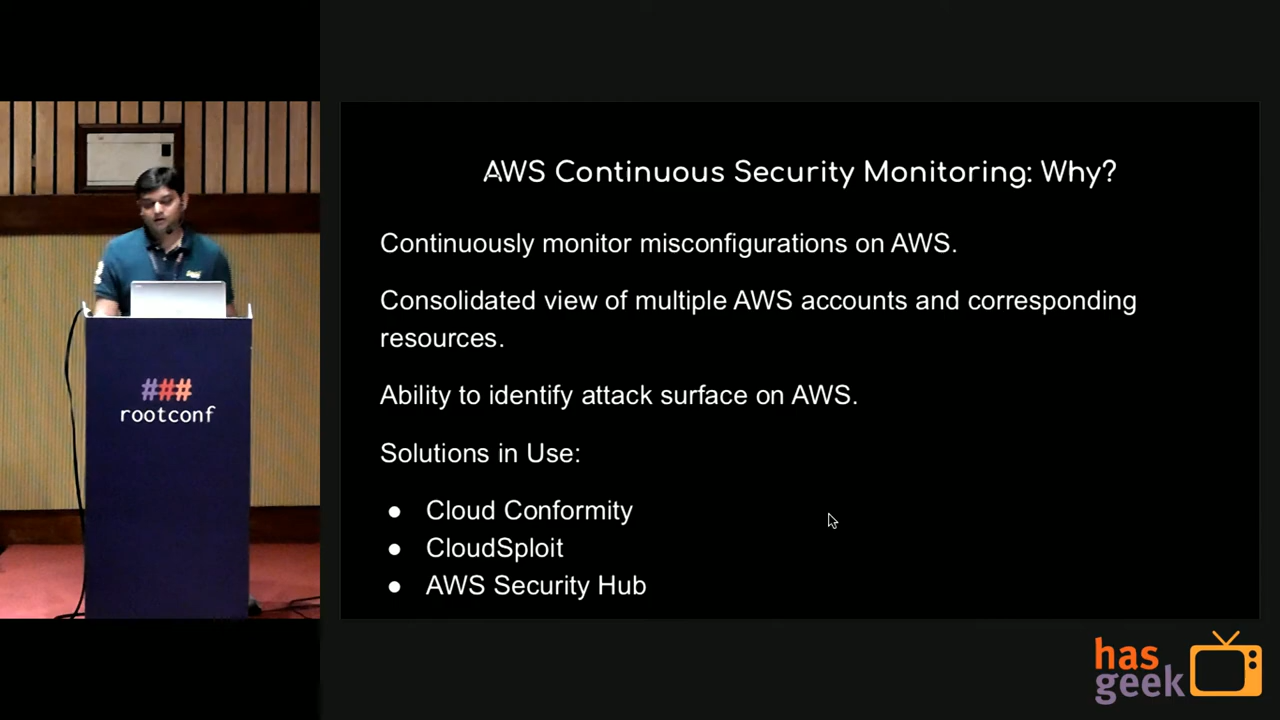 AWS Continuous Security Monitoring: Why?
Continuously monitor misconfigurations on AWS.
Consolidated view of multiple AWS accounts and corresponding
resources.
Ability to identify attack surface on AWS.
Solutions in Use:
● Cloud Conformity
● CloudSploit
● AWS Security Hub
###
rootconf
has
geek